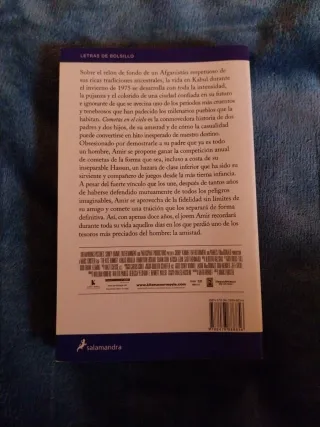 LETRAS DE BOLSILLO
Sobre el telón de fondo de un Afganistán respetuoso de
sus ricas tradiciones ancestrales, la vida en Kabul durante
el invierno de 1975 se desarrolla con toda la intensidad,
la pujanza y el colorido de una ciudad confiada en su futuro
e ignorante de que se avecina uno de los periodos más cruentos
y tenebrosos que han padecido los milenarios pueblos que la
habitan. Cometas en el cielo es la conmovedora historia de dos
padres y dos hijos, de su amistad y de cómo la casualidad
puede convertirse en hito inesperado de nuestro destino.
Obsesionado por demostrarle a su padre que es ya todo
un hombre, Amir se propone ganar la competición anual
de cometas de la forma que sea, incluso a costa de su
inseparable Hassan, un hazara de clase inferior que ha sido su
sirviente y compañero de juegos desde la más tierna infancia.
A pesar del fuerte vínculo que los une, después de tantos años
de haberse defendido mutuamente de todos los peligros
imaginables, Amir se aprovecha de la fidelidad sin límites de
su amigo y comete una traición que los separará de forma
definitiva. Así, con apenas doce años, el joven Amir recordará
durante toda su vida aquellos días en los que perdió uno de los
tesoros más preciados del hombre: la amistad.
salamandra